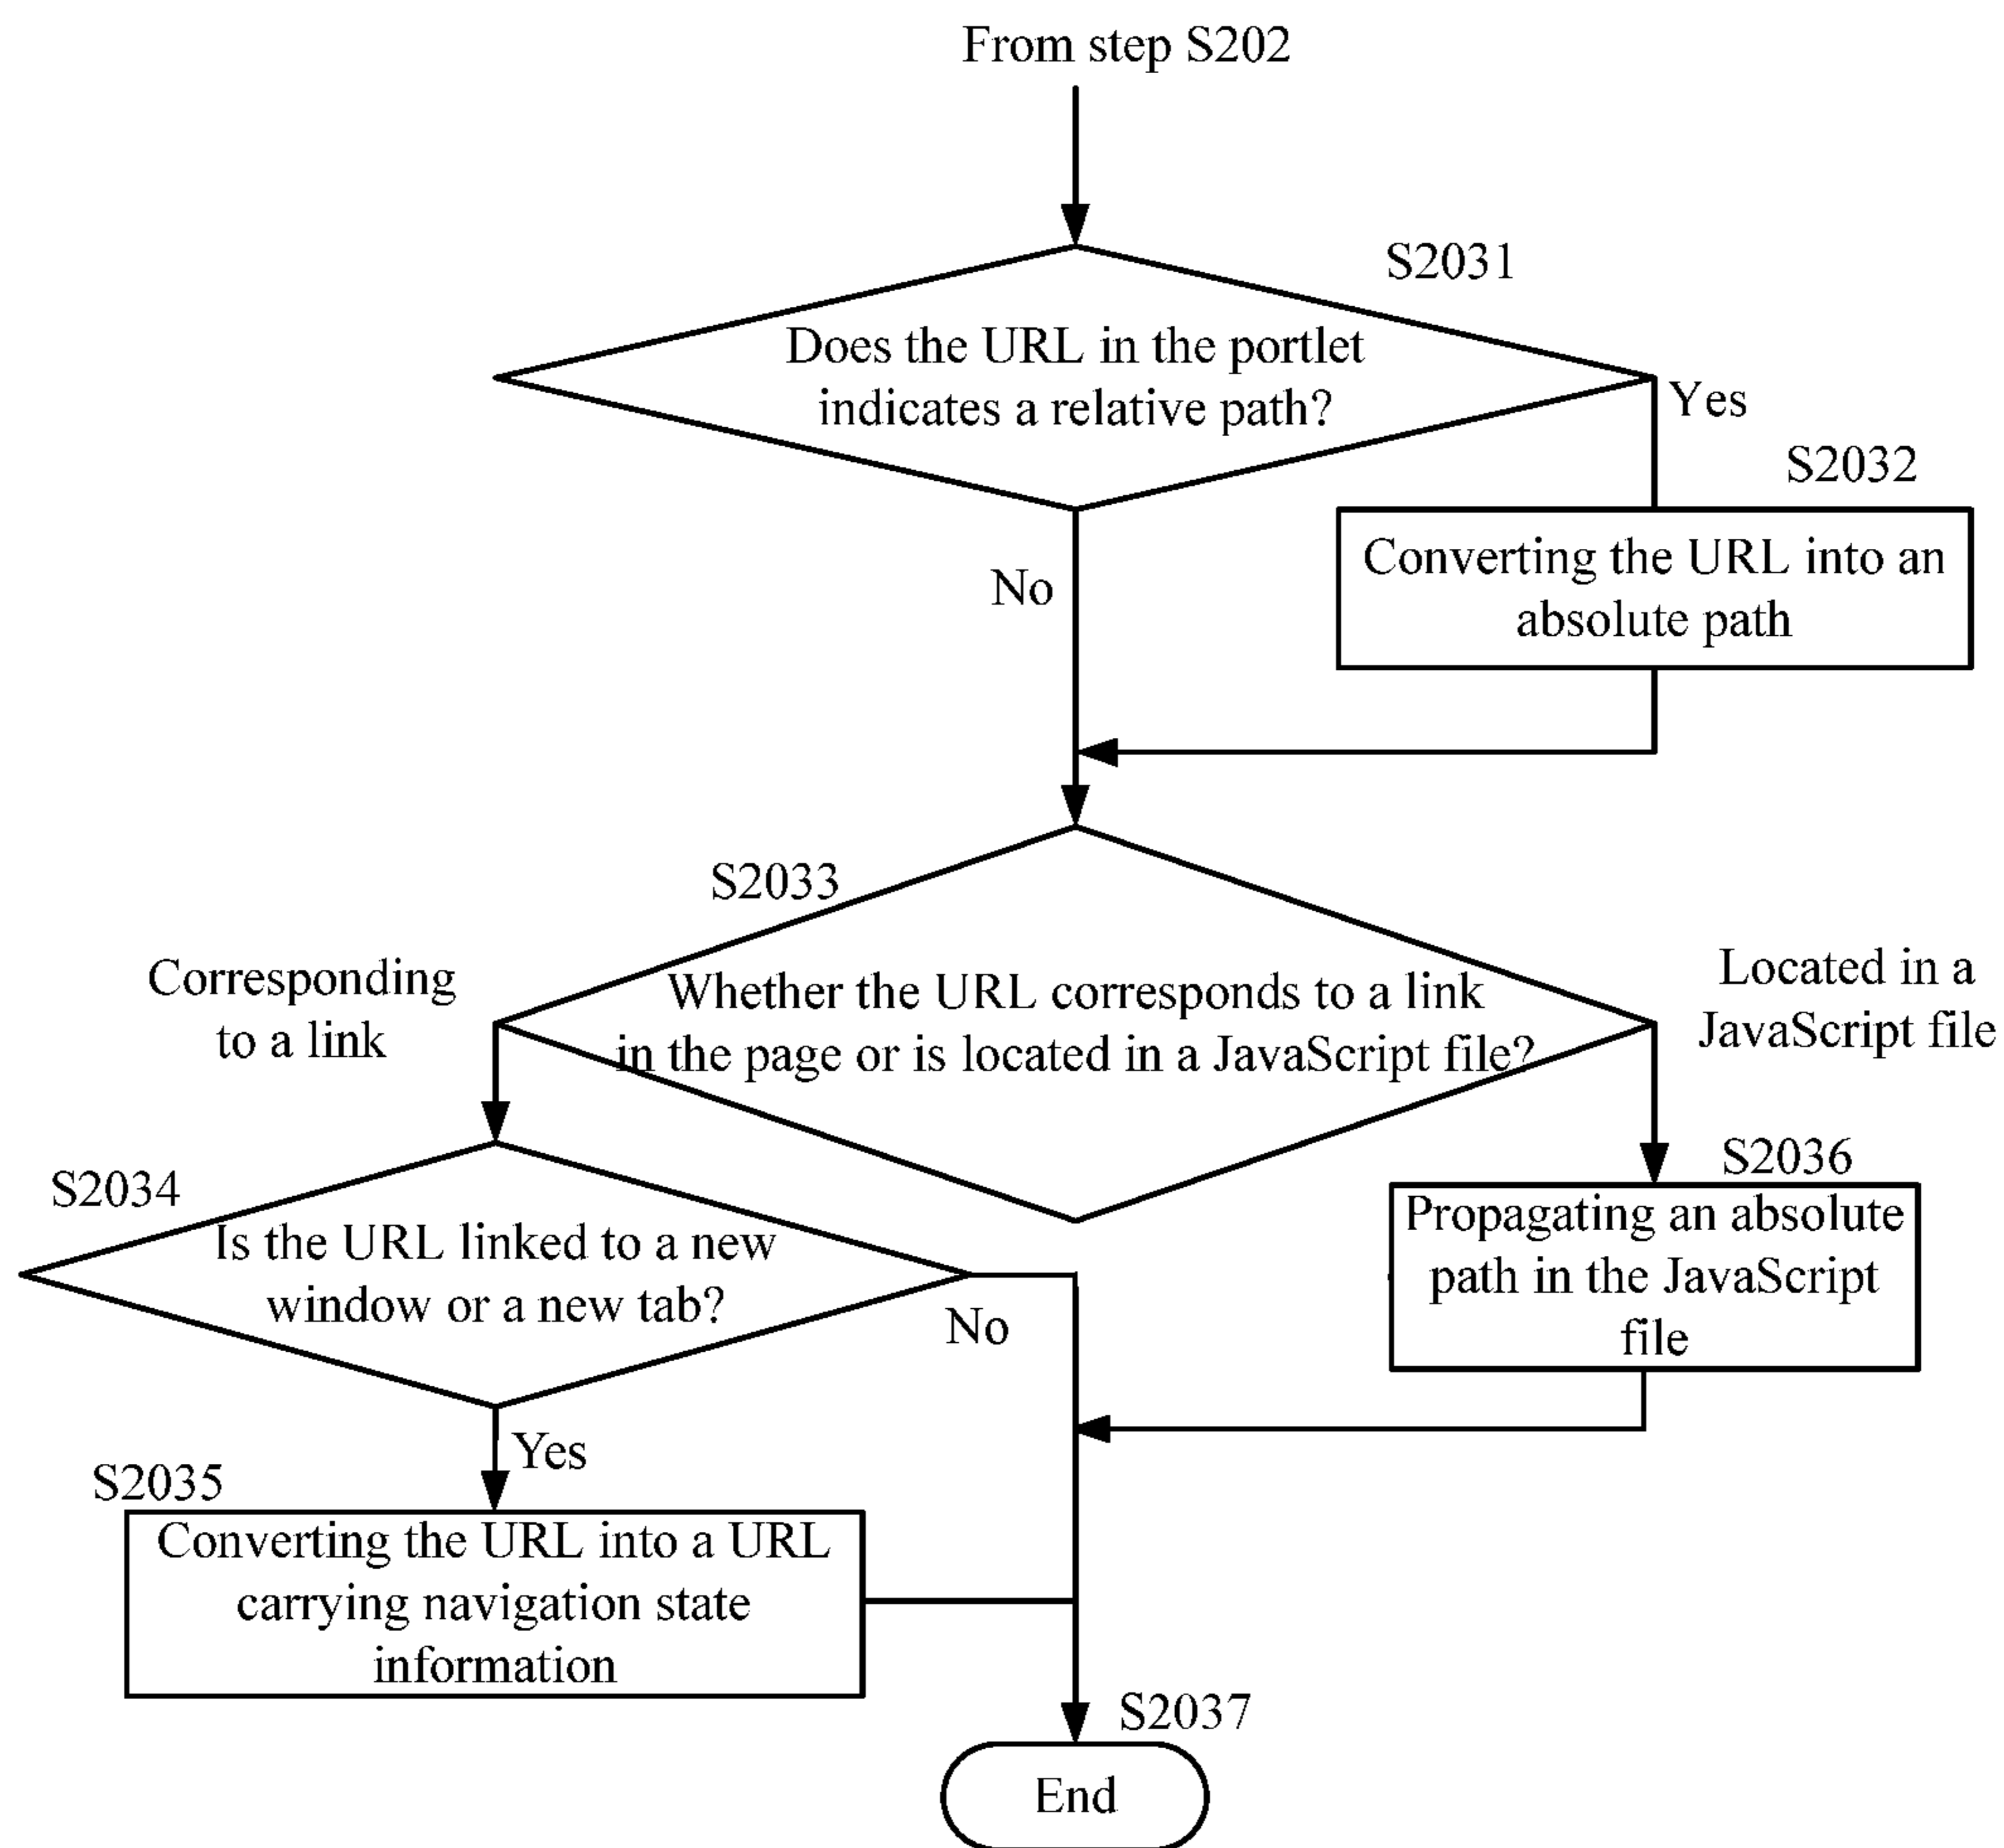 From step S202
S2031
Does the URL in the portlet
indicates a relative path?
Yes
S2032
Converting the URL into an
absolute path
No
S2033
Corresponding
to a link
Whether the URL corresponds to a link
in the page or is located in a JavaScript file?
Located in a
JavaScript file
S2034
Is the URL linked to a new
window or a new tab?
No
S2036
Propagating an absolute
path in the JavaScript
file
Yes
S2035
Converting the URL into a URL
carrying navigation state
information
S2037
End